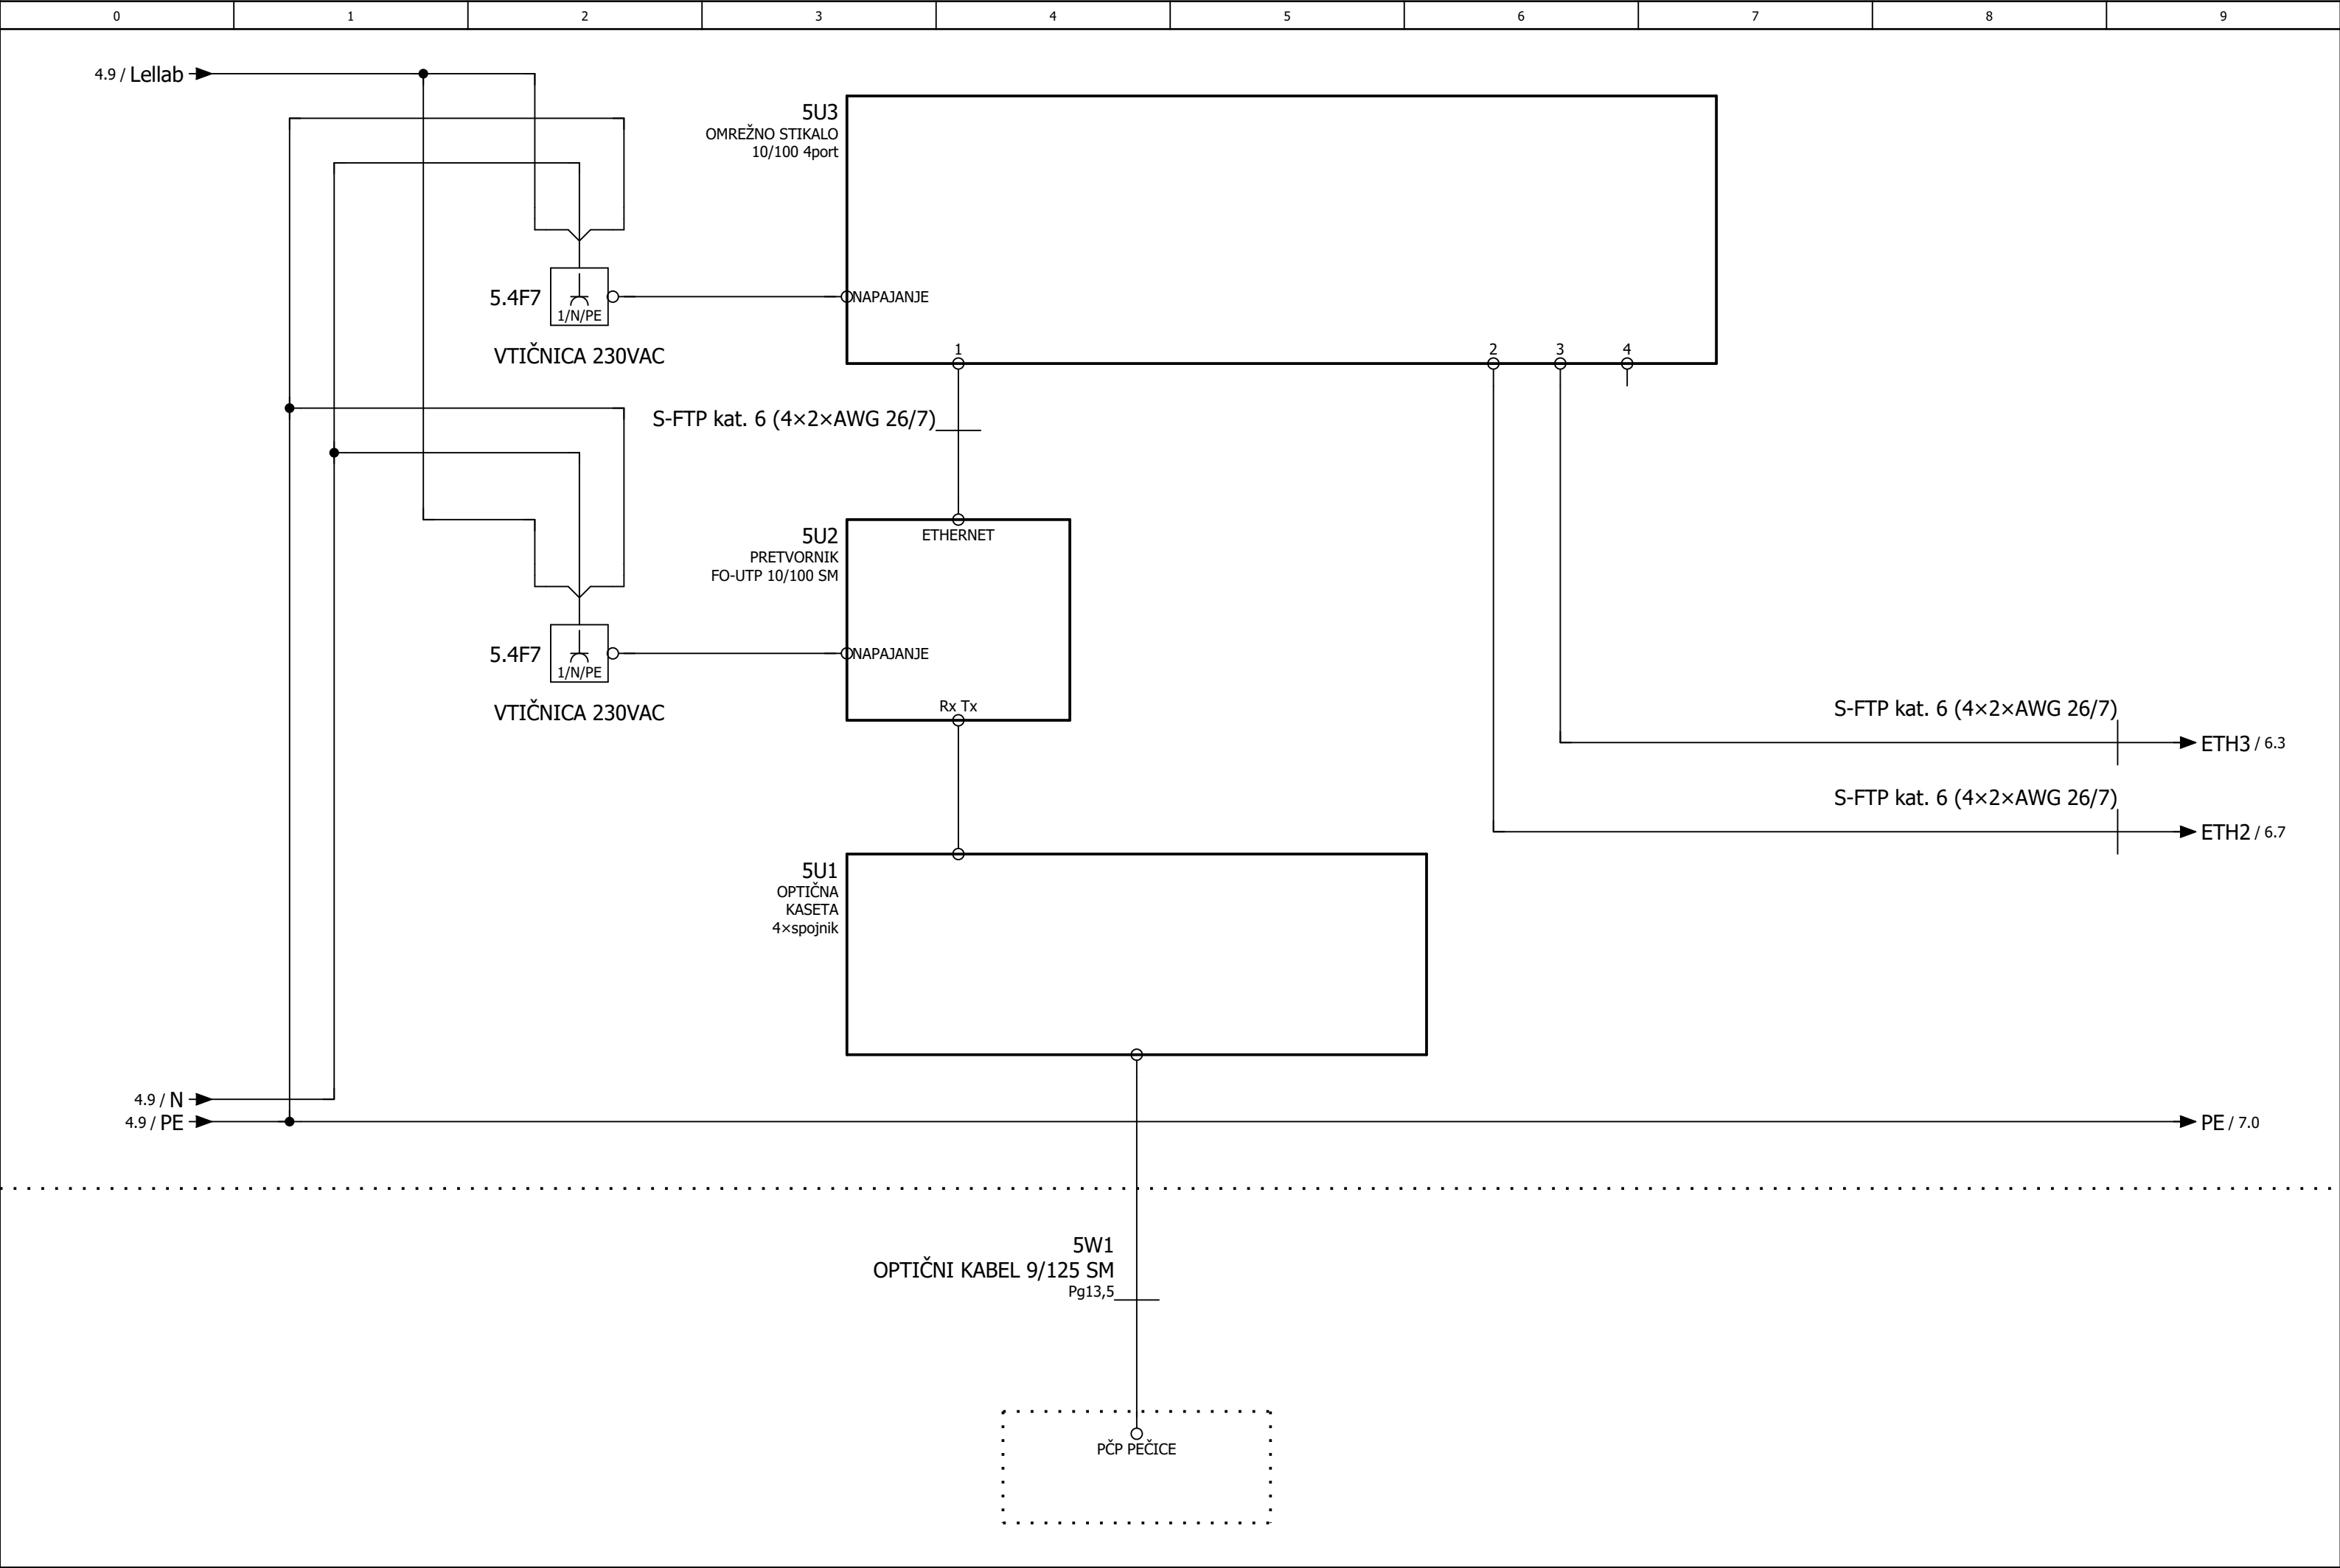 0 1 2 3 4 5 6 7 8 9
4.9 / Lellab
5U3
OMREŽNO STIKALO
10/100 4port
5.4F7
1/N/PE
NAPAJANJE
VTIČNICA 230VAC
1 2 3 4
S-FTP kat. 6 (4×2×AWG 26/7)
5U2
PRETVORNIK
FO-UTP 10/100 SM
ETHERNET
5.4F7
1/N/PE
NAPAJANJE
VTIČNICA 230VAC
Rx Tx
S-FTP kat. 6 (4×2×AWG 26/7)
ETH3 / 6.3
S-FTP kat. 6 (4×2×AWG 26/7)
ETH2 / 6.7
5U1
OPTIČNA
KASETA
4×spojnik
4.9 / N
4.9 / PE
PE / 7.0
5W1
OPTIČNI KABEL 9/125 SM
Pg13,5
PČP PEČICE